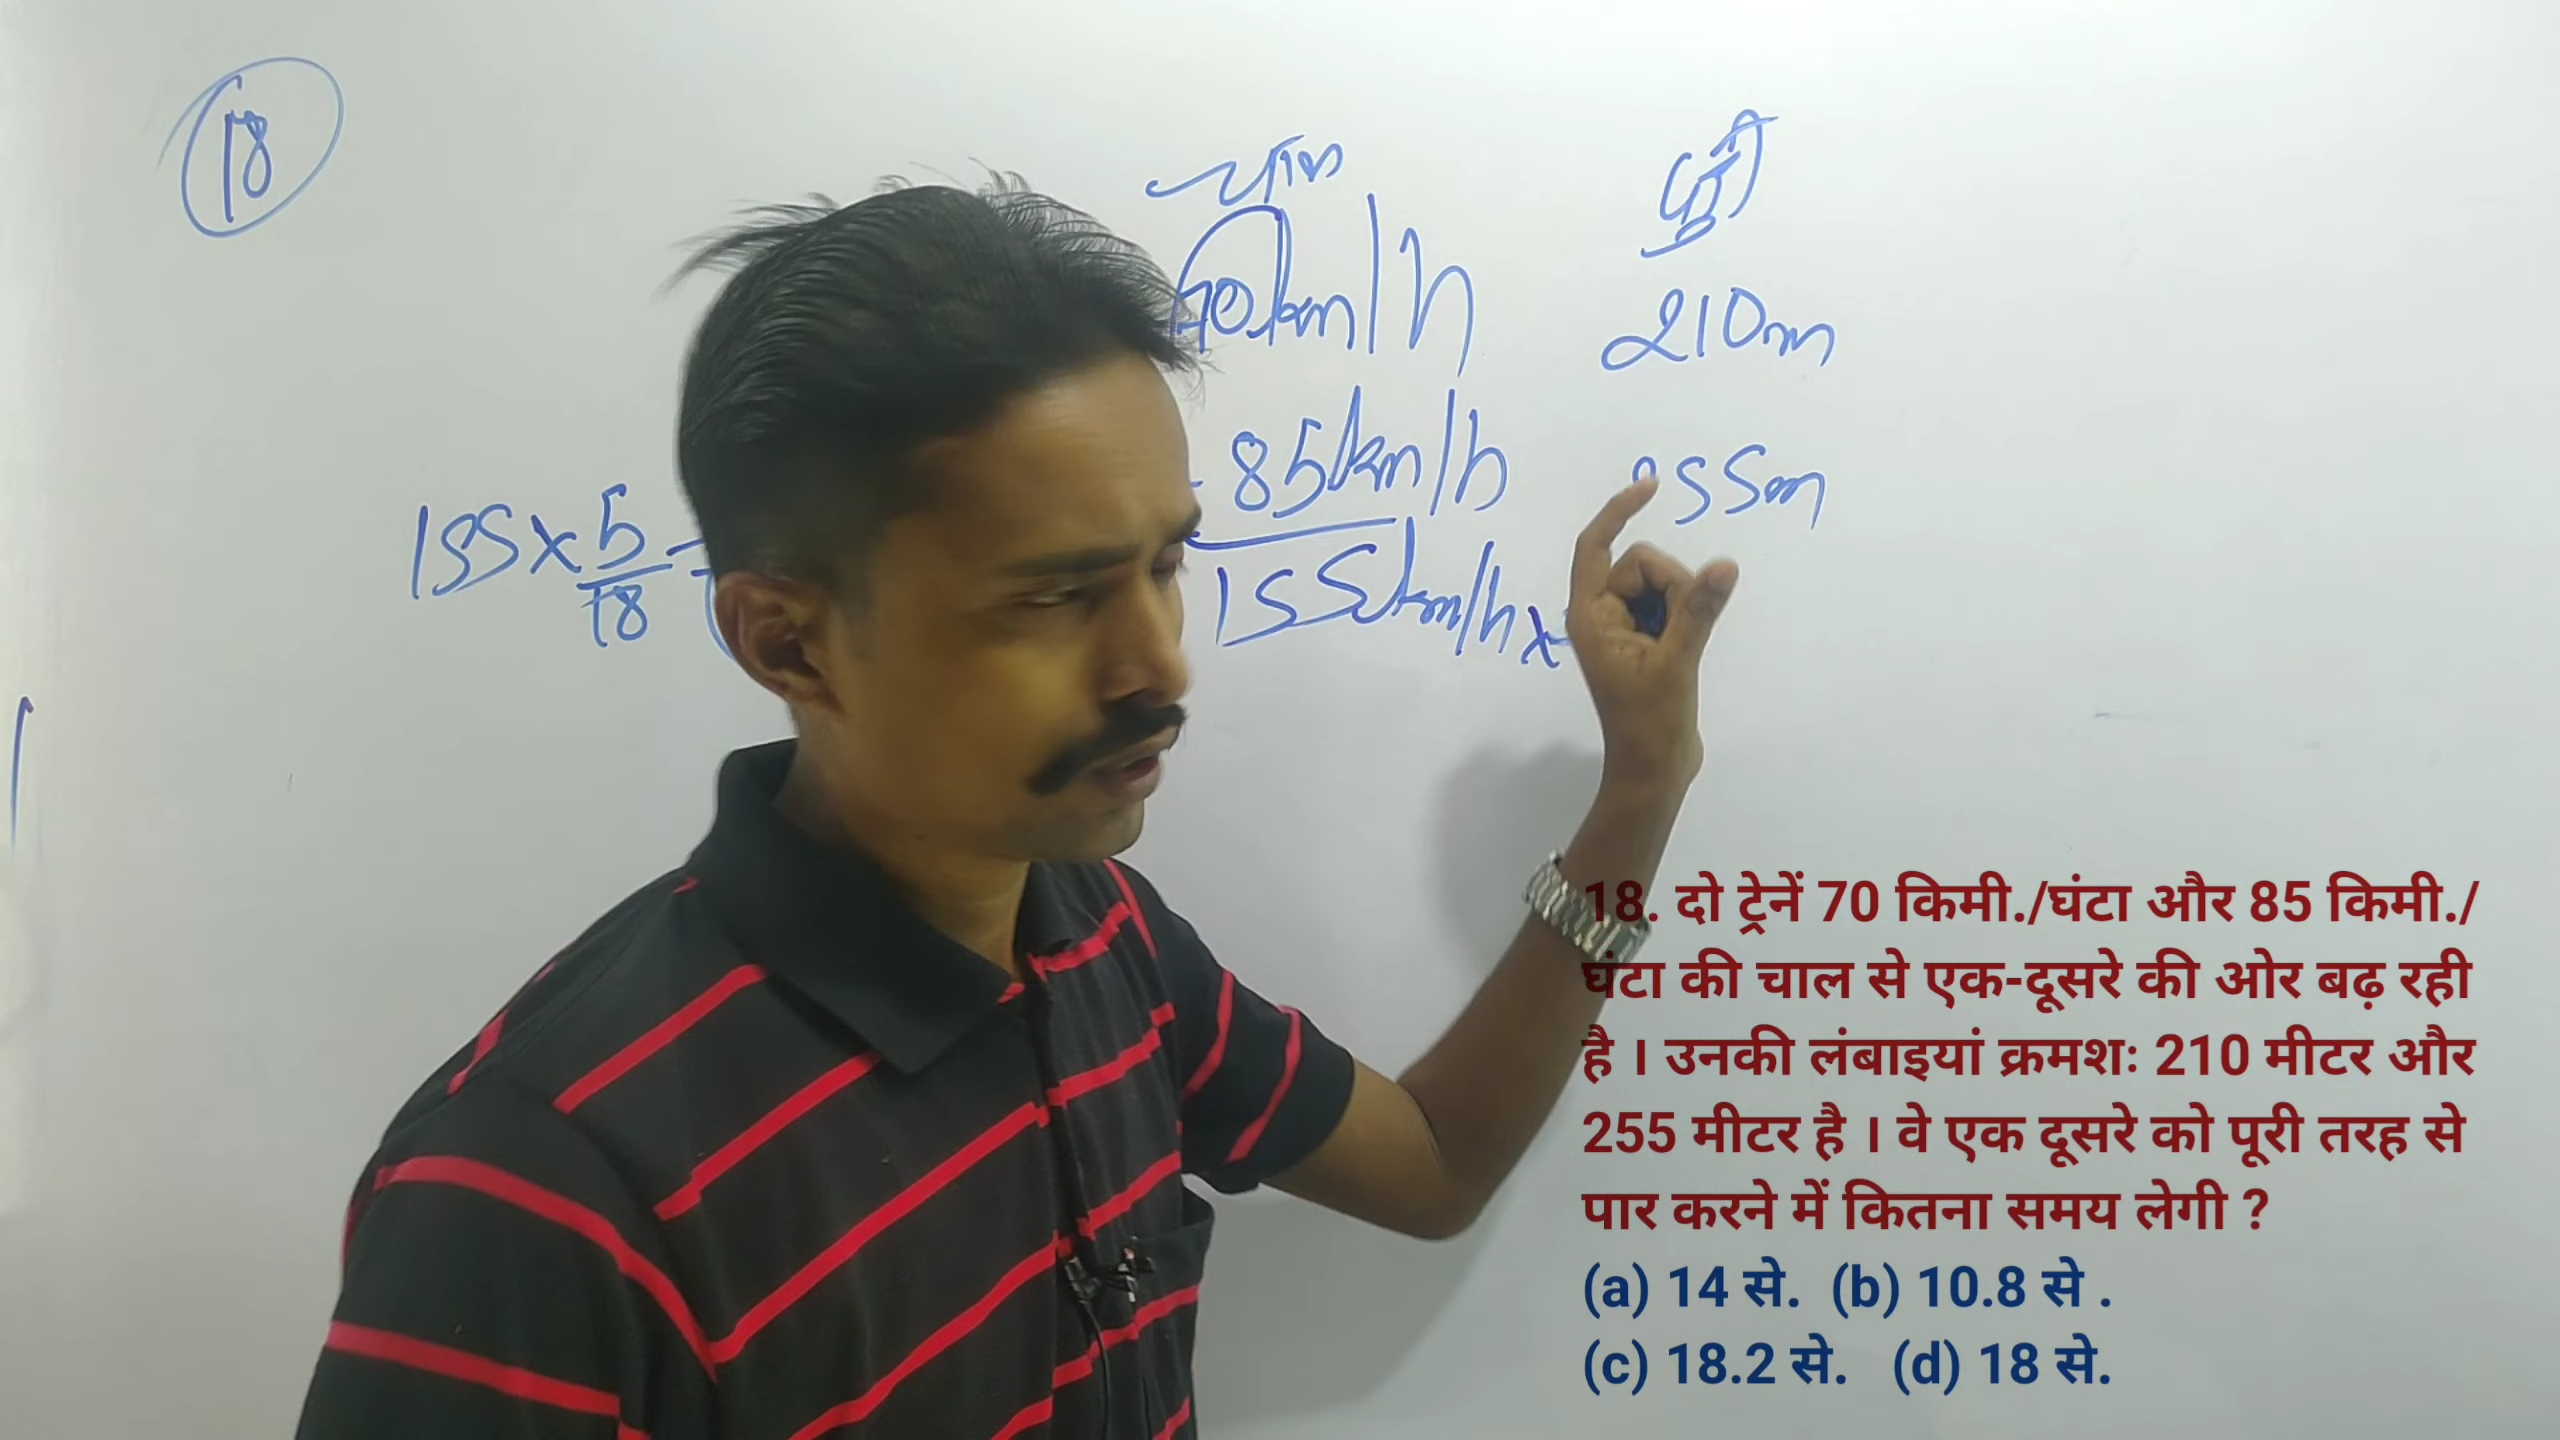 18
चाल
दूरी
70km/h
210m
85km/h
255m
155 × 5/18 =
155km/h ×
18. दो ट्रेनें 70 किमी./घंटा और 85 किमी./
घंटा की चाल से एक-दूसरे की ओर बढ़ रही
है । उनकी लंबाइयां क्रमशः 210 मीटर और
255 मीटर है । वे एक दूसरे को पूरी तरह से
पार करने में कितना समय लेगी ?
(a) 14 से. (b) 10.8 से .
(c) 18.2 से. (d) 18 से.